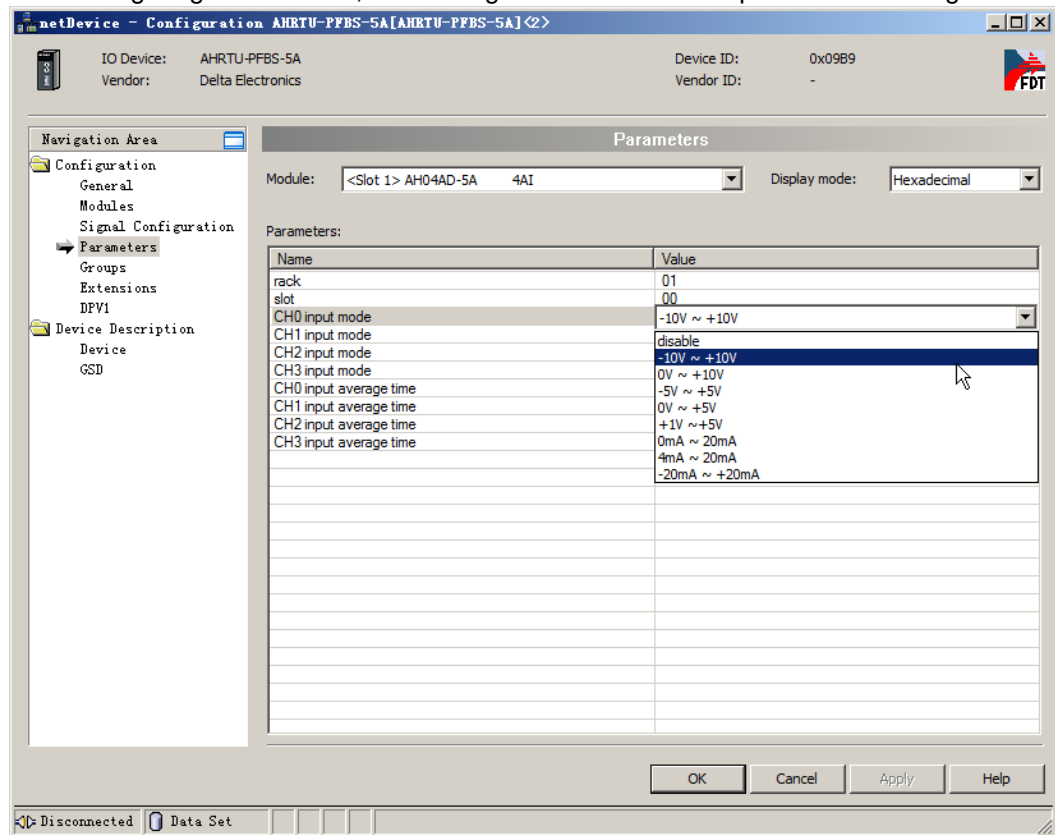 netDevice - Configuration AHRTU-PFBS-5A[AHRTU-PFBS-5A]<2>
IO Device: AHRTU-PFBS-5A Device ID: 0x09B9
Vendor: Delta Electronics Vendor ID: -
FDT
Navigation Area
Configuration
General
Modules
Signal Configuration
Parameters
Groups
Extensions
DPV1
Device Description
Device
GSD
Parameters
Module: <Slot 1> AH04AD-5A 4AI Display mode: Hexadecimal
Parameters:
Name Value
rack 01
slot 00
CH0 input mode -10V ~ +10V
CH1 input mode
CH2 input mode
CH3 input mode
CH0 input average time
CH1 input average time
CH2 input average time
CH3 input average time
disable
-10V ~ +10V
0V ~ +10V
-5V ~ +5V
0V ~ +5V
+1V ~+5V
0mA ~ 20mA
4mA ~ 20mA
-20mA ~ +20mA
OK Cancel Apply Help
Disconnected Data Set